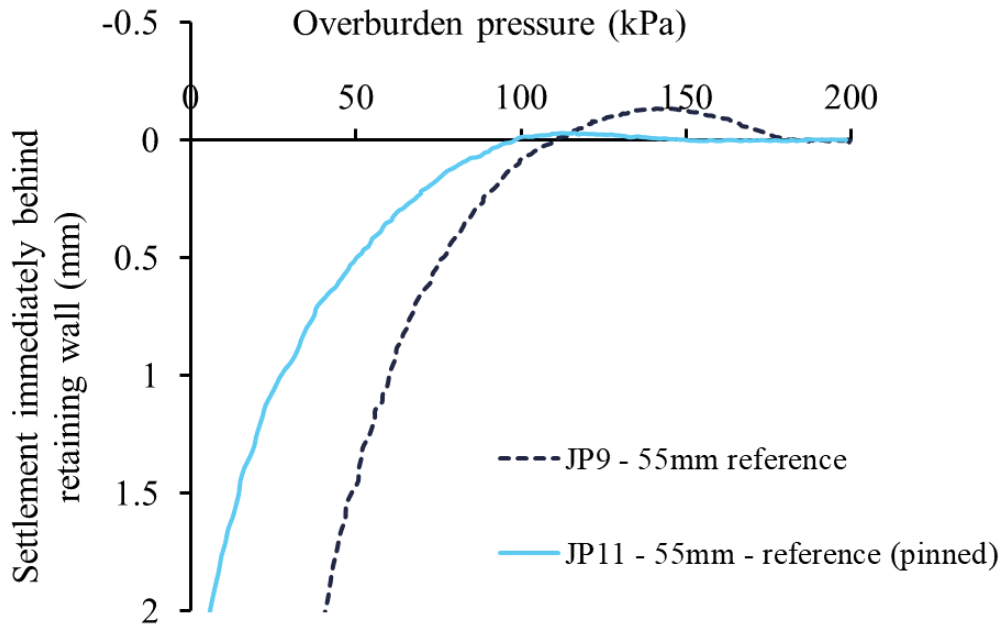 Overburden pressure (kPa)
-0.5
0 50 100 150 200
0
0.5
1
1.5
2
Settlement immediately behind
retaining wall (mm)
JP9 - 55mm reference
JP11 - 55mm - reference (pinned)